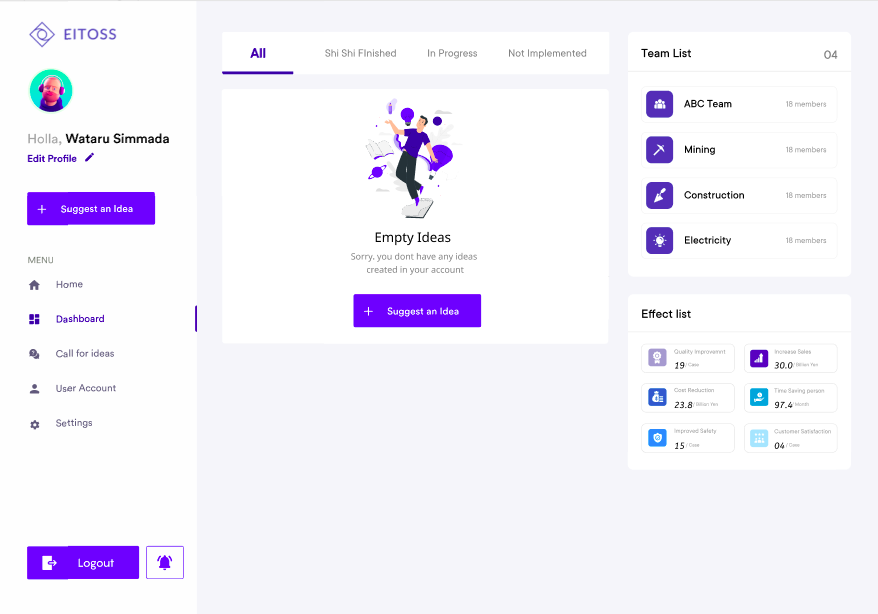 EITOSS
Holla, Wataru Simmada
Edit Profile
+ Suggest an Idea
MENU
Home
Dashboard
Call for ideas
User Account
Settings
Logout
All
Shi Shi FInished
In Progress
Not Implemented
Empty Ideas
Sorry, you dont have any ideas
created in your account
+ Suggest an Idea
Team List
04
ABC Team
18 members
Mining
18 members
Construction
18 members
Electricity
18 members
Effect list
Quality Improvemnt
19 / Case
Increase Sales
30.0 / Billian Yen
Cost Reduction
23.8 / Billian Yen
Time Saving person
97.4 / Month
Improved Safety
15 / Case
Customer Satisfaction
04 / Case